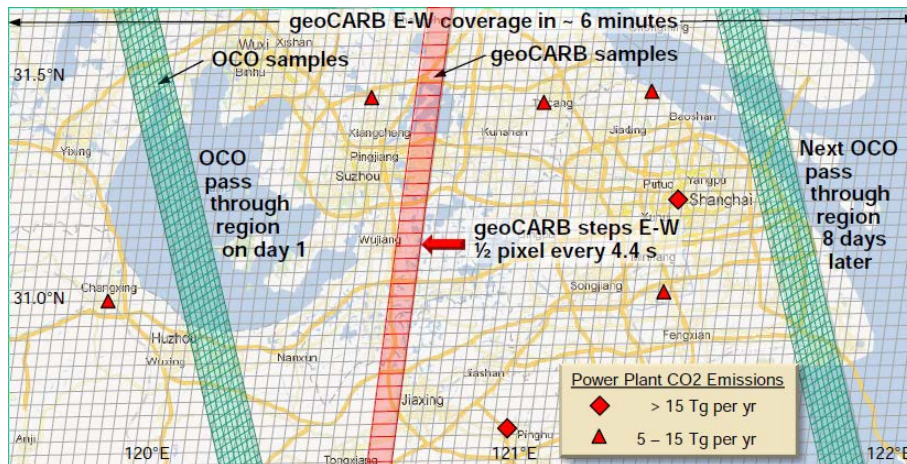 geoCARB E-W coverage in ~ 6 minutes
Wuxi
Xishan
Binhu
OCO samples
geoCARB samples
31.5°N
Xiangcheng
Kunshan
Jiading
Baoshan
Yixing
Pingjiang
Suzhou
OCO
pass
through
region
on day 1
Next OCO
pass
through
region
8 days
later
Putuo
Yangpu
Shanghai
Wujiang
geoCARB steps E-W
½ pixel every 4.4 s
31.0°N
Changxing
Songjiang
Huzhou
Wuxing
Nanxun
Fengxian
Jiashan
Jiaxing
Pinghu
Anji
Tongxiang
120°E
121°E
122°E
Power Plant CO2 Emissions
> 15 Tg per yr
5 – 15 Tg per yr